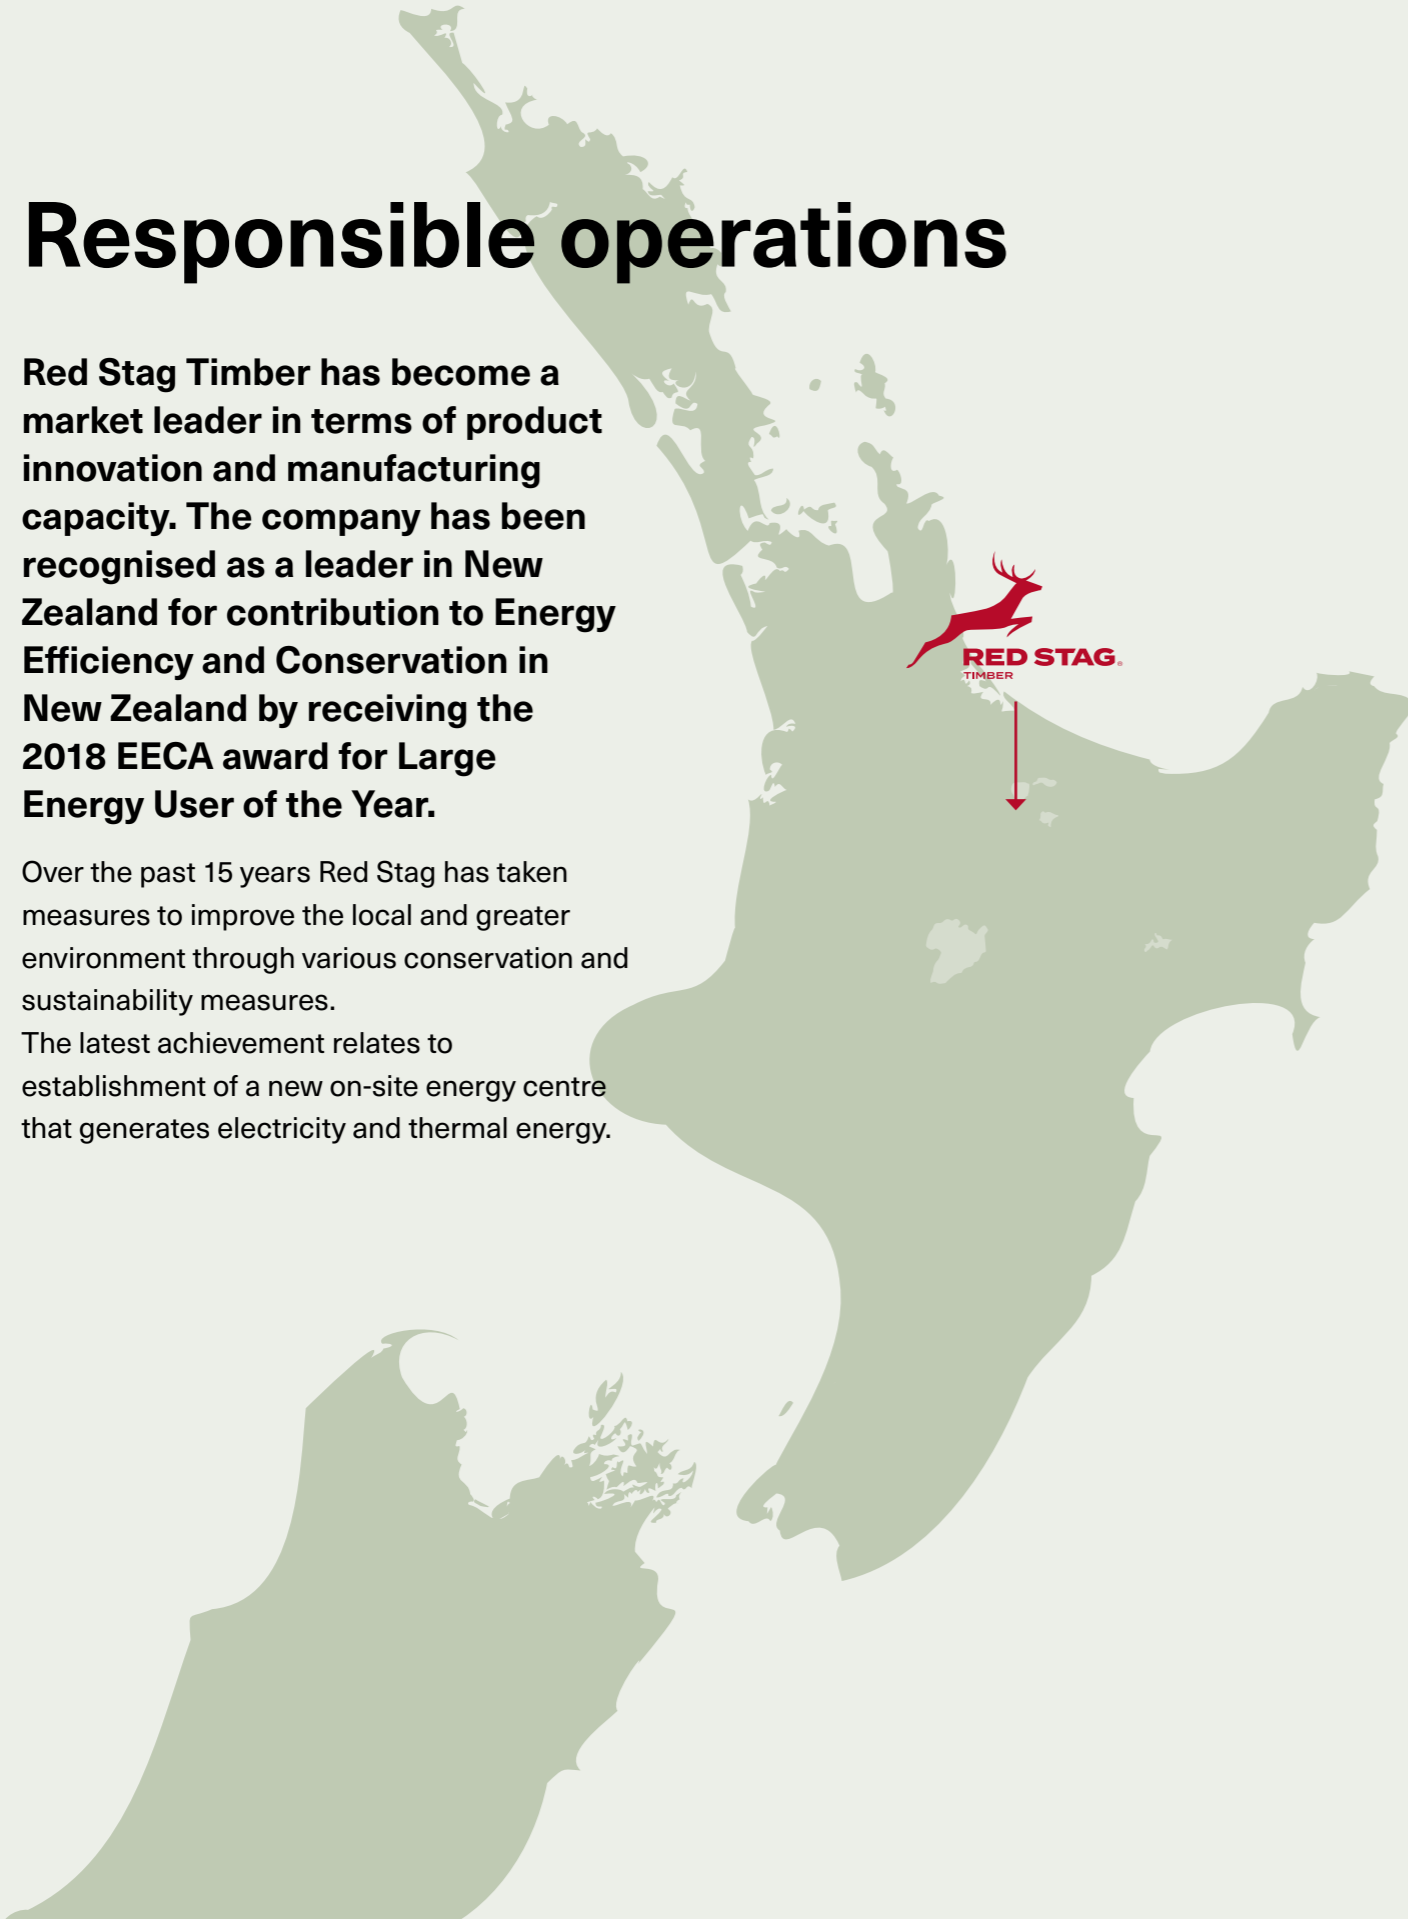 Responsible operations
Red Stag Timber has become a
market leader in terms of product
innovation and manufacturing
capacity. The company has been
recognised as a leader in New
Zealand for contribution to Energy
Efficiency and Conservation in
New Zealand by receiving the
2018 EECA award for Large
Energy User of the Year.
Over the past 15 years Red Stag has taken
measures to improve the local and greater
environment through various conservation and
sustainability measures.
The latest achievement relates to
establishment of a new on-site energy centre
that generates electricity and thermal energy.
RED STAG®
TIMBER